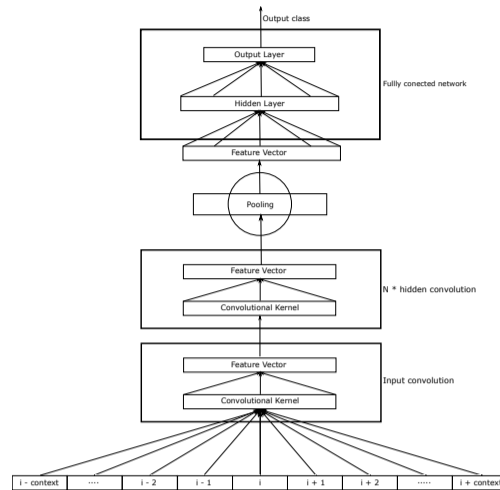 Output class
Output Layer
Fullly conected network
Hidden Layer
Feature Vector
Pooling
Feature Vector
N * hidden convolution
Convolutional Kernel
Feature Vector
Input convolution
Convolutional Kernel
i - context .... i - 2 i - 1 i i + 1 i + 2 ..... i + context